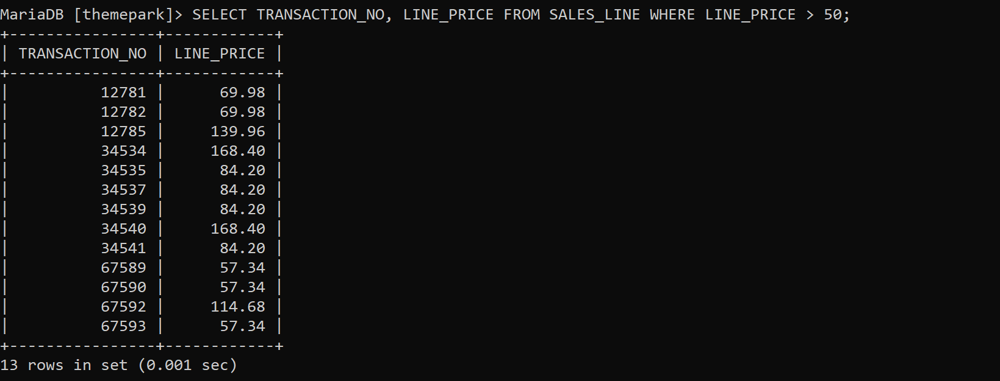 MariaDB [themepark]> SELECT TRANSACTION_NO, LINE_PRICE FROM SALES_LINE WHERE LINE_PRICE > 50;
+----------------+------------+
| TRANSACTION_NO | LINE_PRICE |
+----------------+------------+
|          12781 |      69.98 |
|          12782 |      69.98 |
|          12785 |     139.96 |
|          34534 |     168.40 |
|          34535 |      84.20 |
|          34537 |      84.20 |
|          34539 |      84.20 |
|          34540 |     168.40 |
|          34541 |      84.20 |
|          67589 |      57.34 |
|          67590 |      57.34 |
|          67592 |     114.68 |
|          67593 |      57.34 |
+----------------+------------+
13 rows in set (0.001 sec)